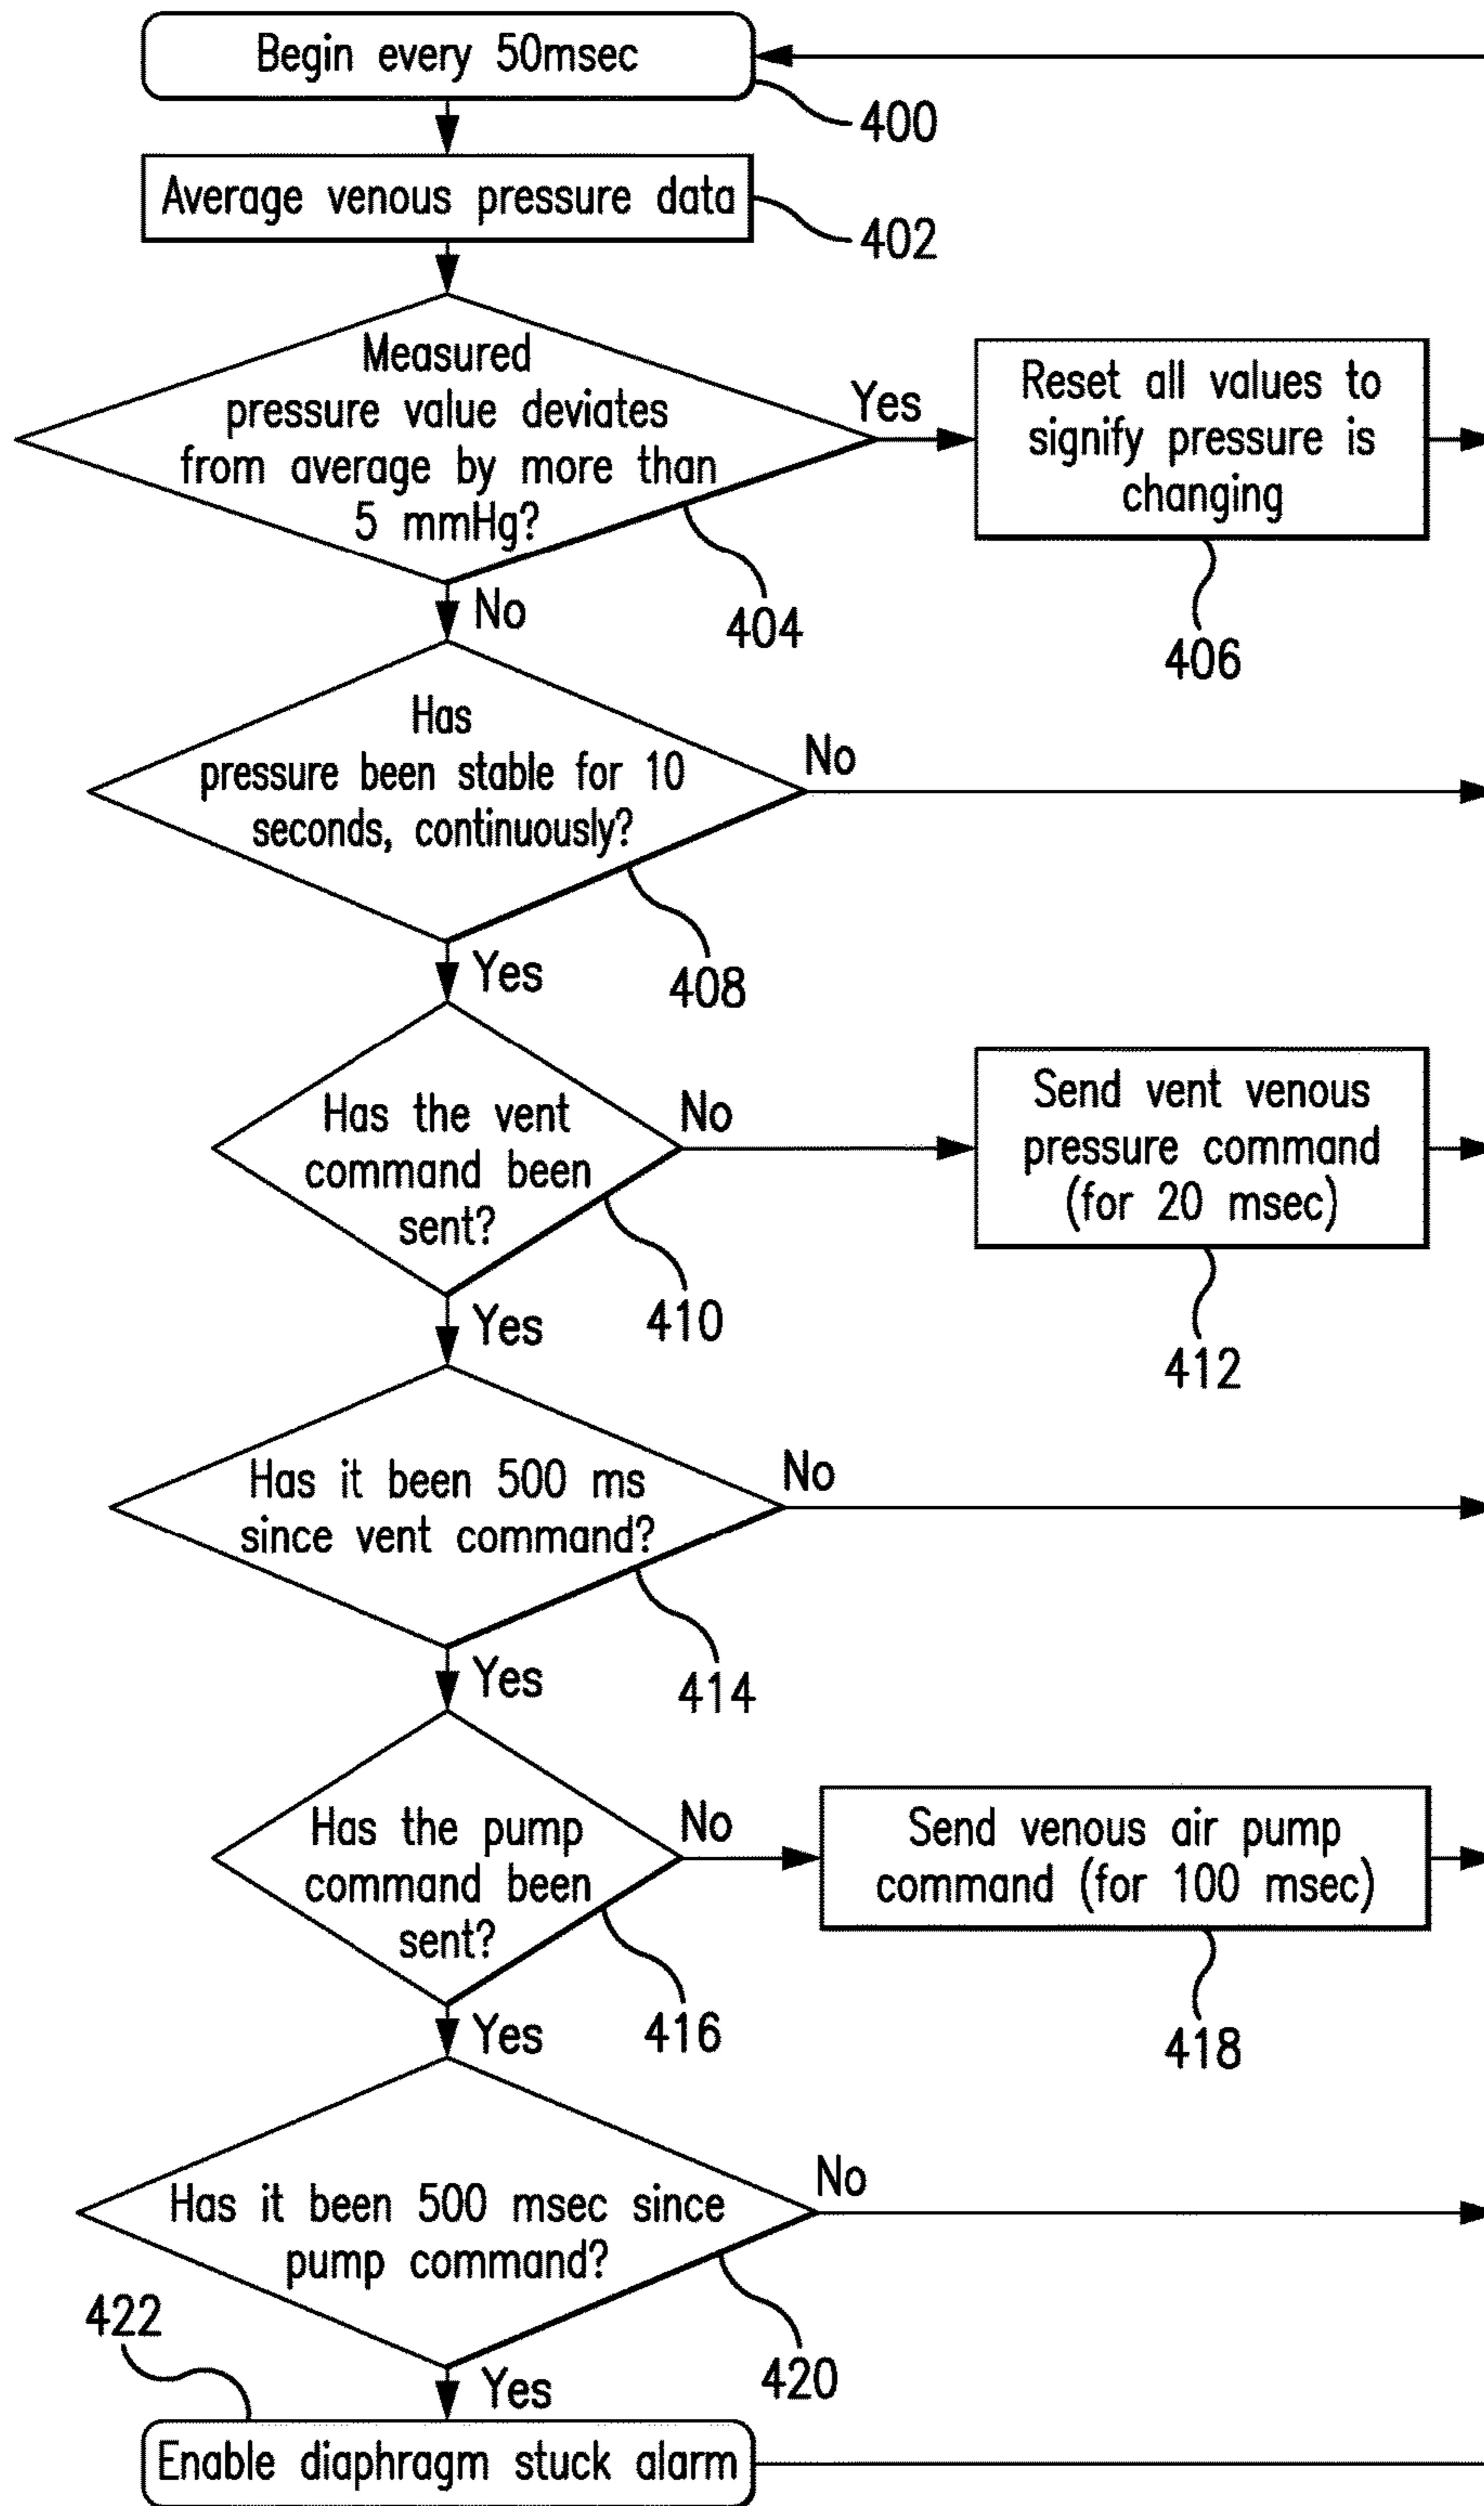 Begin every 50msec
400
Average venous pressure data
402
Measured
pressure value deviates
from average by more than
5 mmHg?
Yes
Reset all values to
signify pressure is
changing
404
406
No
Has
pressure been stable for 10
seconds, continuously?
No
408
Yes
Has the vent
command been
sent?
No
Send vent venous
pressure command
(for 20 msec)
410
412
Yes
Has it been 500 ms
since vent command?
No
414
Yes
Has the pump
command been
sent?
No
Send venous air pump
command (for 100 msec)
416
418
Yes
Has it been 500 msec since
pump command?
No
420
422
Yes
Enable diaphragm stuck alarm